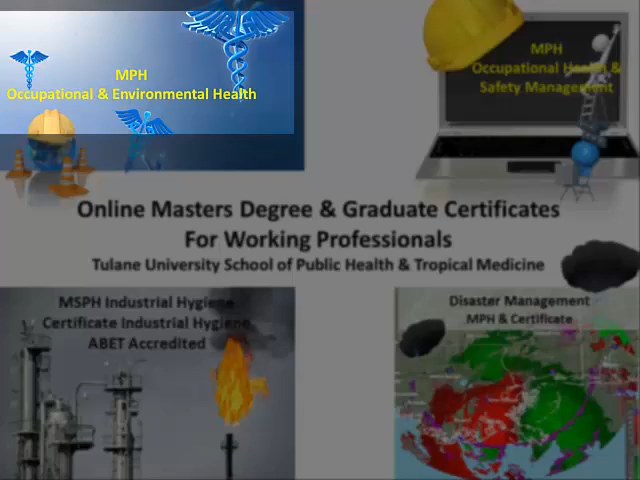 MPH
Occupational & Environmental Health
MPH
Occupational Health &
Safety Management
Online Masters Degree & Graduate Certificates
For Working Professionals
Tulane University School of Public Health & Tropical Medicine
MSPH Industrial Hygiene
Certificate Industrial Hygiene
ABET Accredited
Disaster Management
MPH & Certificate